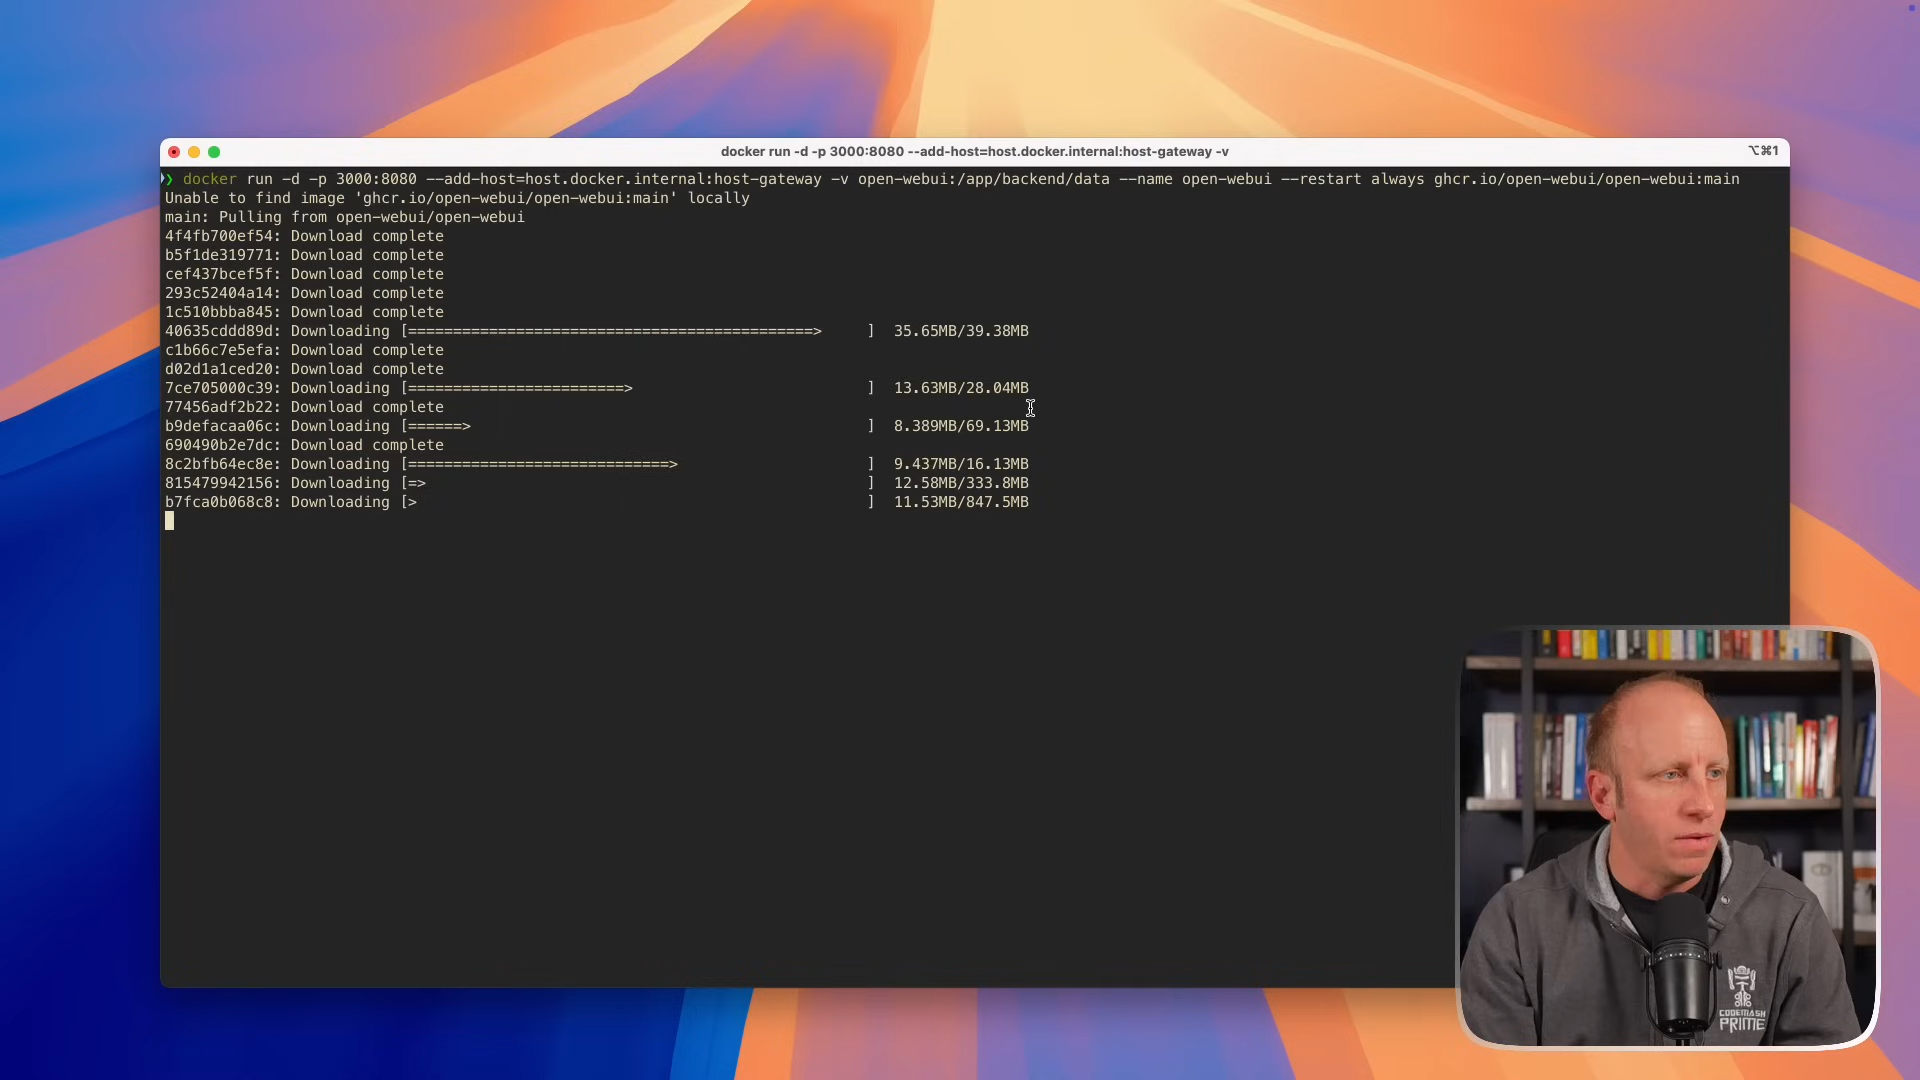 docker run -d -p 3000:8080 --add-host=host.docker.internal:host-gateway -v
⌥⌘1
❯ docker run -d -p 3000:8080 --add-host=host.docker.internal:host-gateway -v open-webui:/app/backend/data --name open-webui --restart always ghcr.io/open-webui/open-webui:main
Unable to find image 'ghcr.io/open-webui/open-webui:main' locally
main: Pulling from open-webui/open-webui
4f4fb700ef54: Download complete
b5f1de319771: Download complete
cef437bcef5f: Download complete
293c52404a14: Download complete
1c510bbba845: Download complete
40635cddd89d: Downloading [=============================================>     ]  35.65MB/39.38MB
c1b66c7e5efa: Download complete
d02d1a1ced20: Download complete
7ce705000c39: Downloading [========================>                          ]  13.63MB/28.04MB
77456adf2b22: Download complete
b9defacaa06c: Downloading [======>                                            ]  8.389MB/69.13MB
690490b2e7dc: Download complete
8c2bfb64ec8e: Downloading [=============================>                     ]  9.437MB/16.13MB
815479942156: Downloading [=>                                                 ]  12.58MB/333.8MB
b7fca0b068c8: Downloading [>                                                  ]  11.53MB/847.5MB
CODEMASH
PRIME